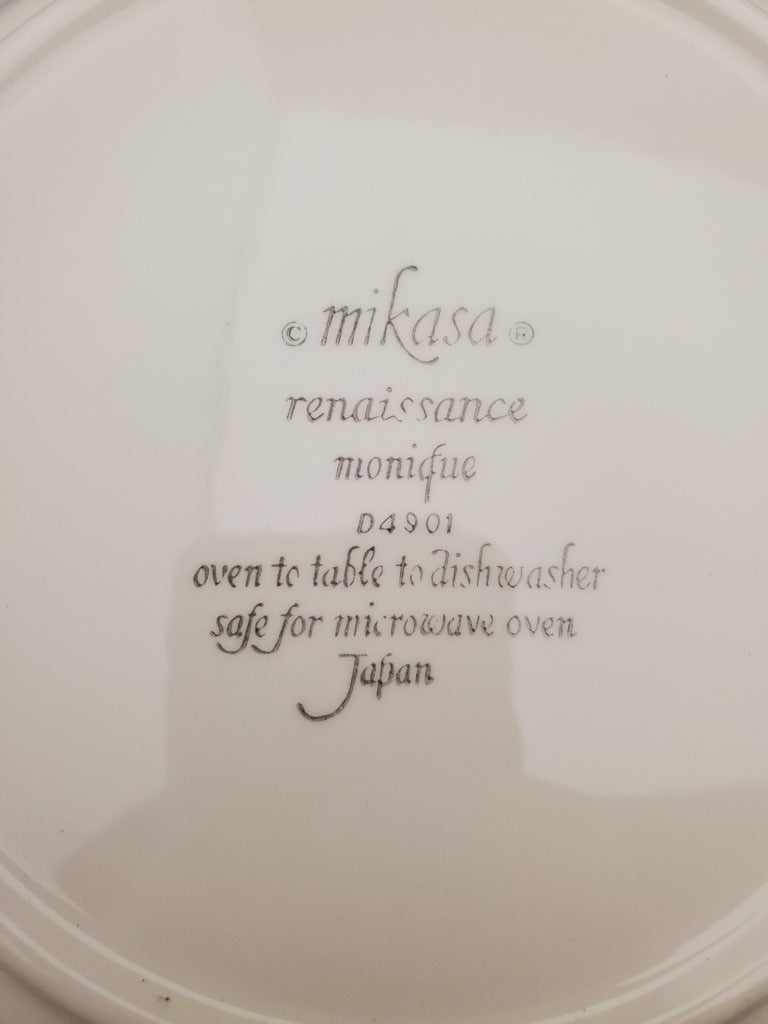 © mikasa ®
renaissance
monique
D4901
oven to table to dishwasher
safe for microwave oven
Japan